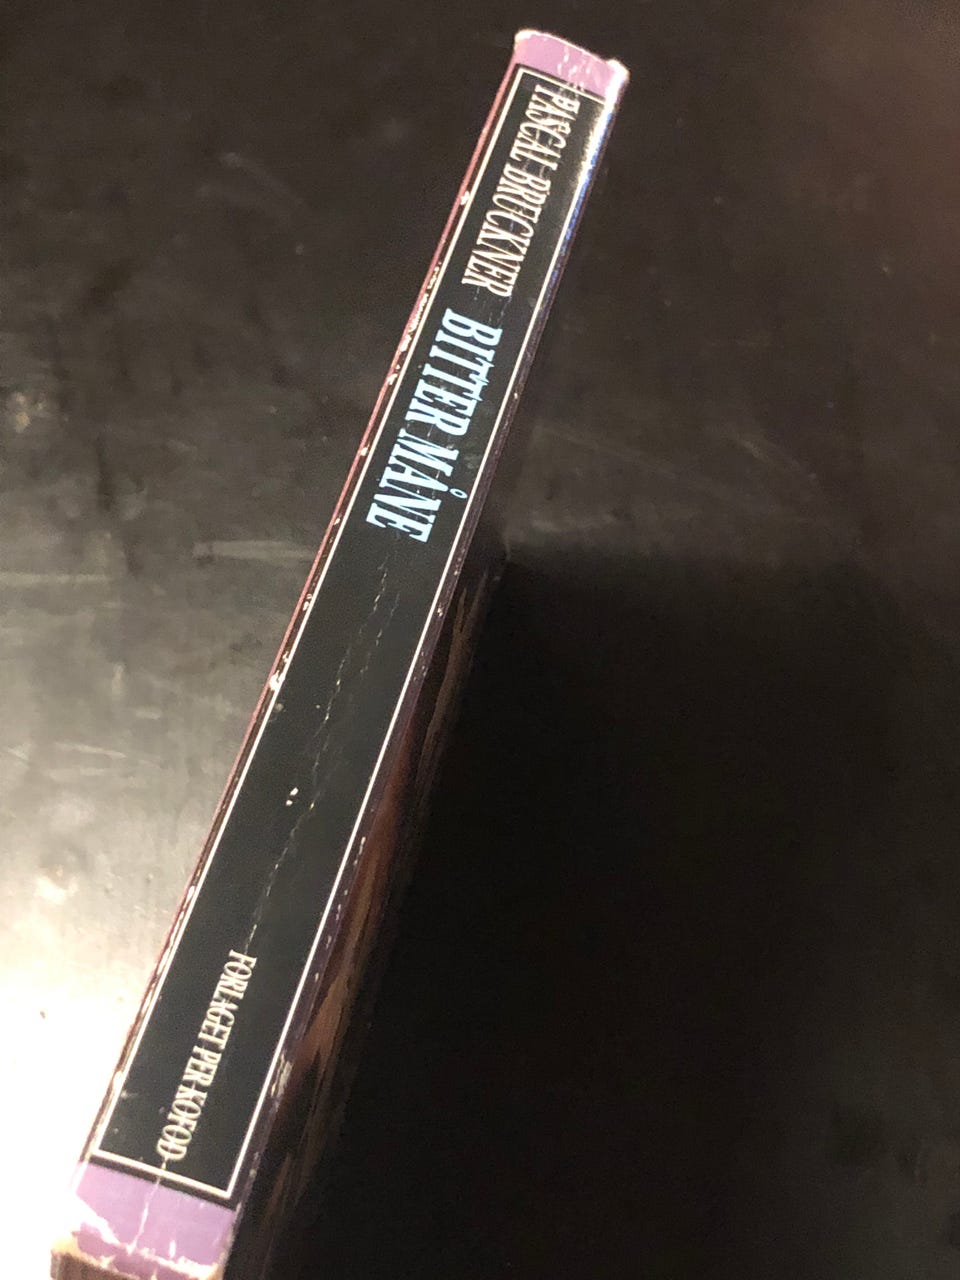 PASCAL BRUCKNER BITTER MÅNE
FORLAGET PER KOFOD